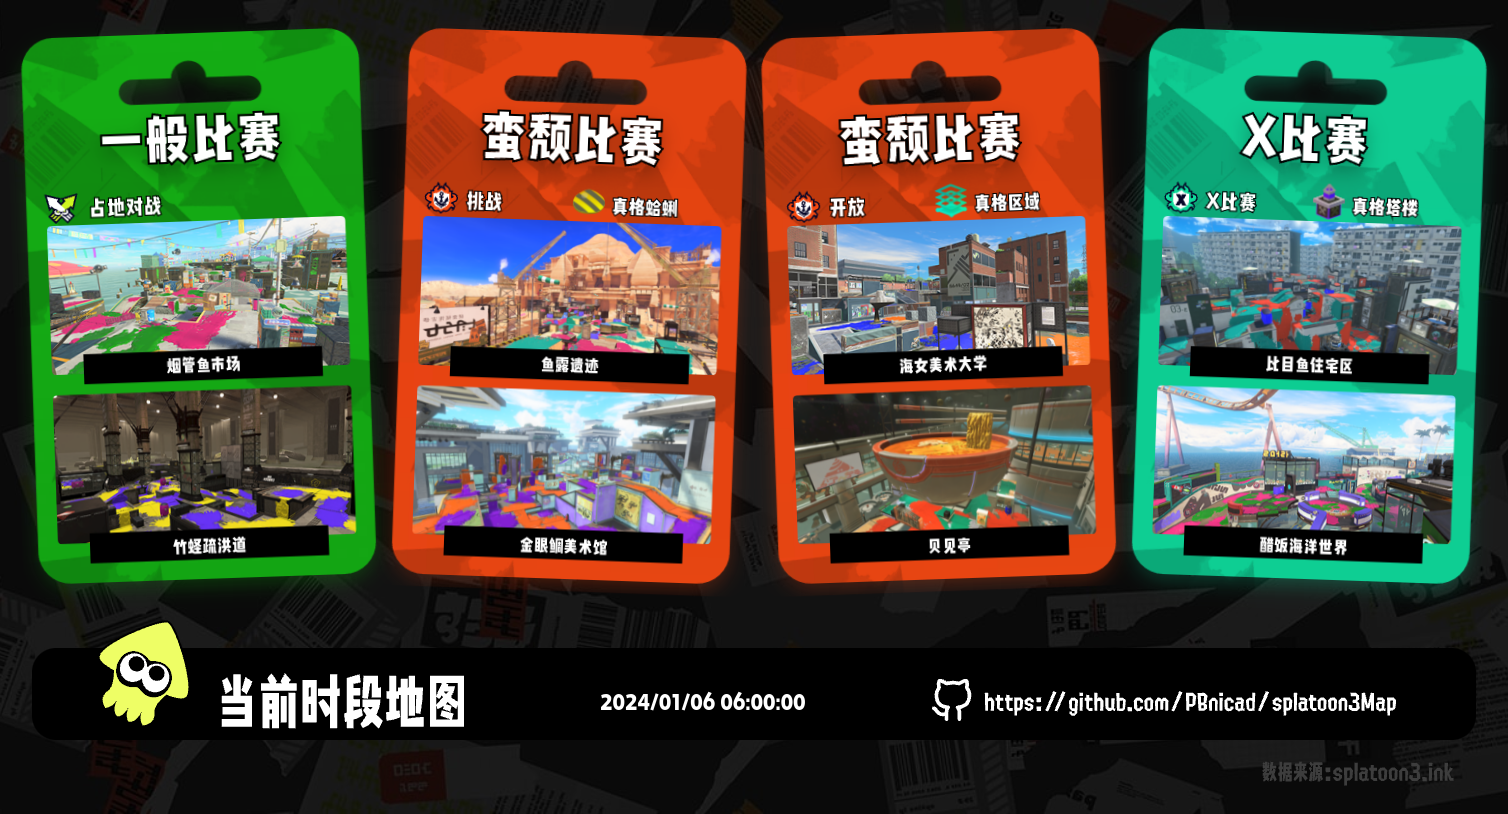 一般比赛
占地对战
烟管鱼市场
竹蛏疏洪道
蛮颓比赛
挑战
真格蛤蜊
鱼露遗迹
金眼鲷美术馆
蛮颓比赛
开放
真格区域
海女美术大学
贝贝亭
X比赛
X比赛
真格塔楼
比目鱼住宅区
醋饭海洋世界
当前时段地图
2024/01/06 06:00:00
https://github.com/PBnicad/splatoon3Map
数据来源:splatoon3.ink